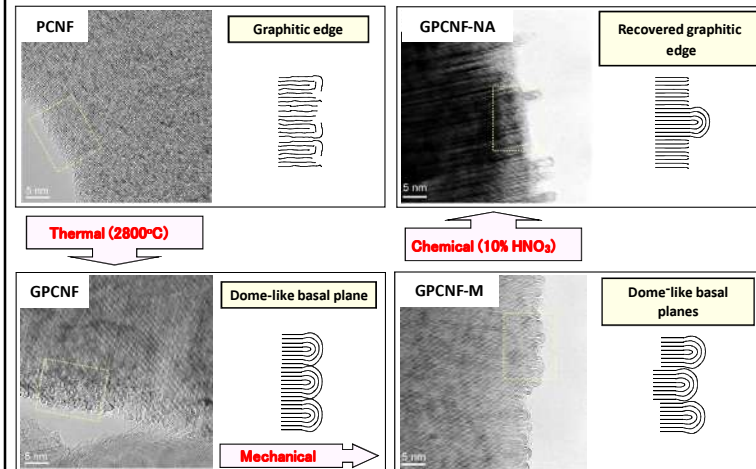 PCNF
Graphitic edge
5 nm
GPCNF-NA
Recovered graphitic
edge
5 nm
Thermal (2800°C)
Chemical (10% HNO₃)
GPCNF
Dome-like basal plane
5 nm
Mechanical
GPCNF-M
Dome-like basal
planes
5 nm